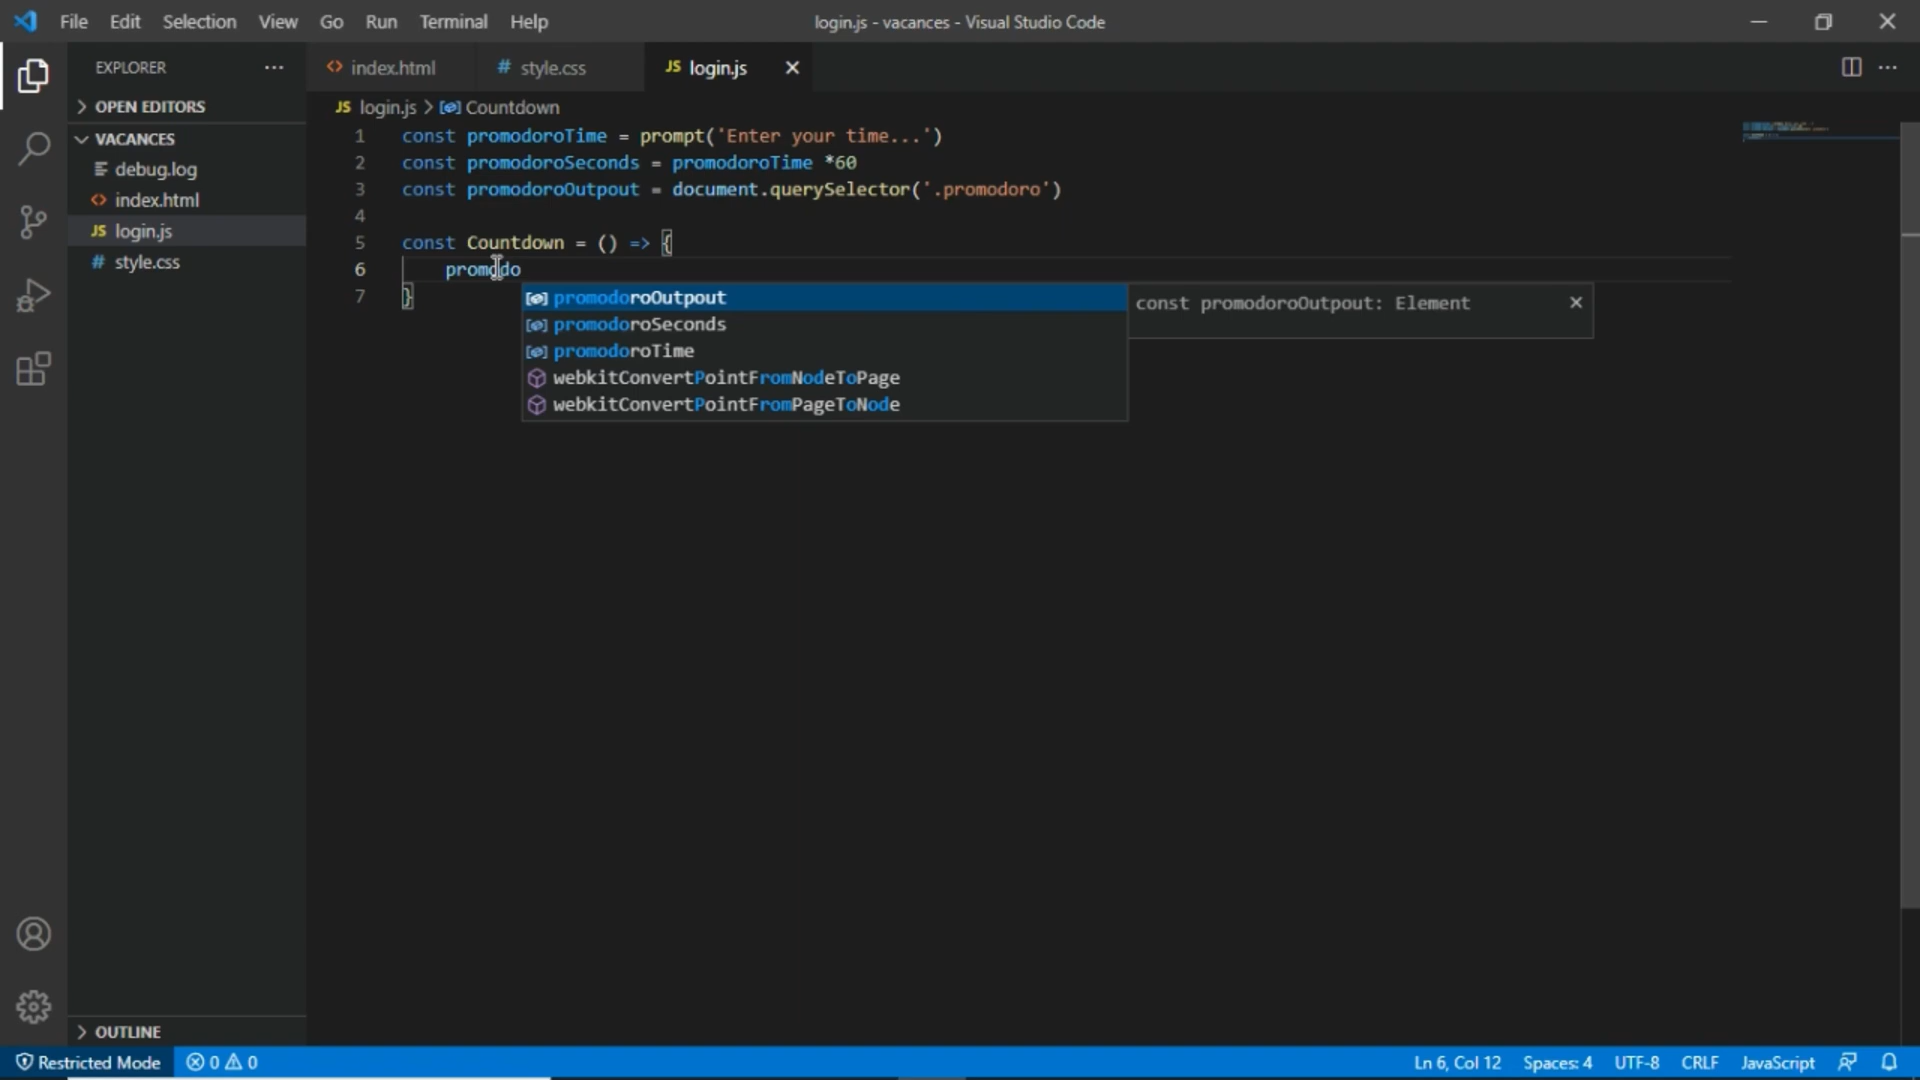 File Edit Selection View Go Run Terminal Help login.js - vacances - Visual Studio Code
EXPLORER
index.html
# style.css
JS login.js
OPEN EDITORS
JS login.js > Countdown
VACANCES
debug.log
index.html
JS login.js
# style.css
1 const promodoroTime = prompt('Enter your time...')
2 const promodoroSeconds = promodoroTime *60
3 const promodoroOutpout = document.querySelector('.promodoro')
4
5 const Countdown = () => {
6 promodo
7 }
promodoroOutpout
promodoroSeconds
promodoroTime
webkitConvertPointFromNodeToPage
webkitConvertPointFromPageToNode
const promodoroOutpout: Element
OUTLINE
Restricted Mode 0 0 Ln 6, Col 12 Spaces: 4 UTF-8 CRLF JavaScript